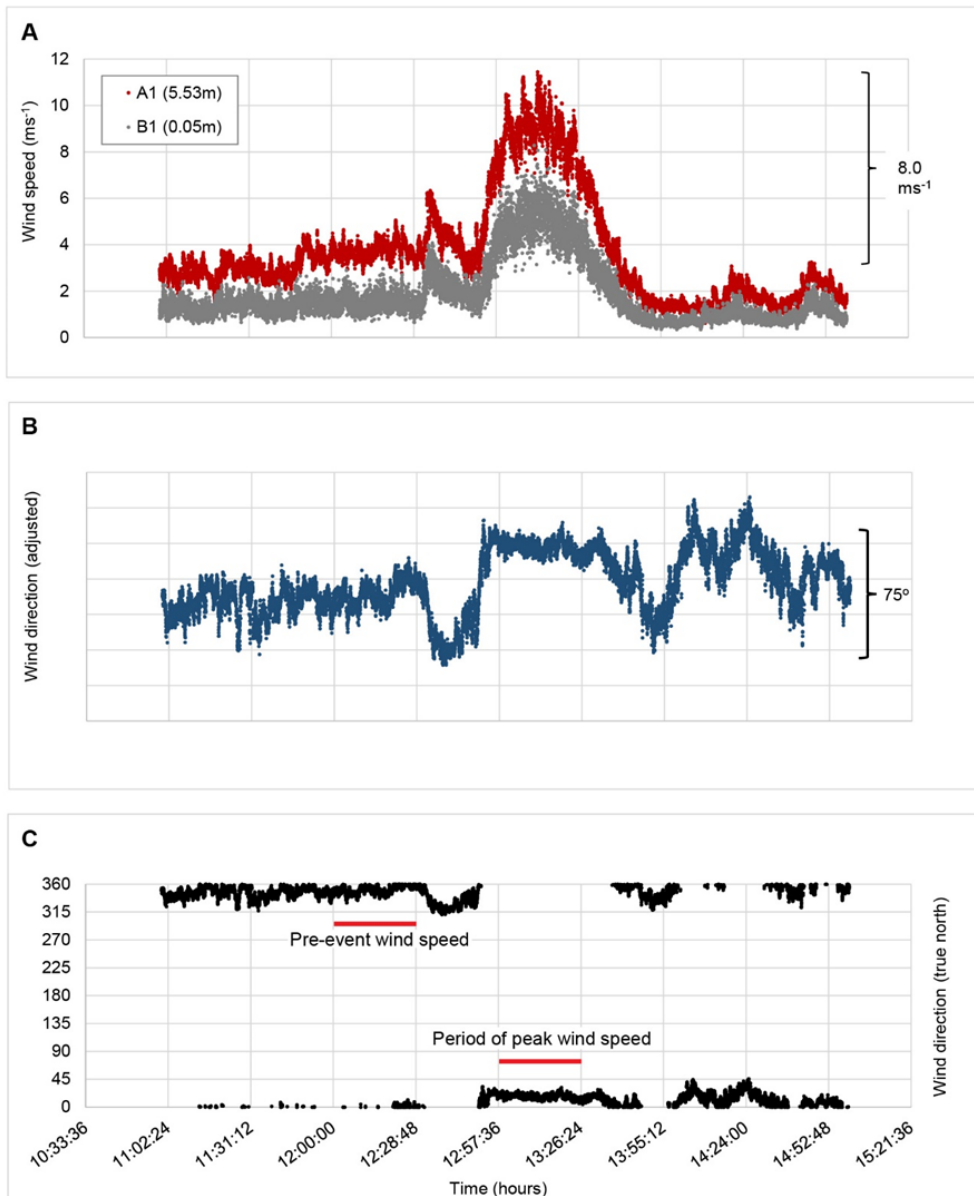 A
Wind speed (ms⁻¹)
12
10
8
6
4
2
0
A1 (5.53m)
B1 (0.05m)
8.0
ms⁻¹
B
Wind direction (adjusted)
75º
C
360
315
270
225
180
135
90
45
0
Pre-event wind speed
Period of peak wind speed
Wind direction (true north)
10:33:36
11:02:24
11:31:12
12:00:00
12:28:48
12:57:36
13:26:24
13:55:12
14:24:00
14:52:48
15:21:36
Time (hours)